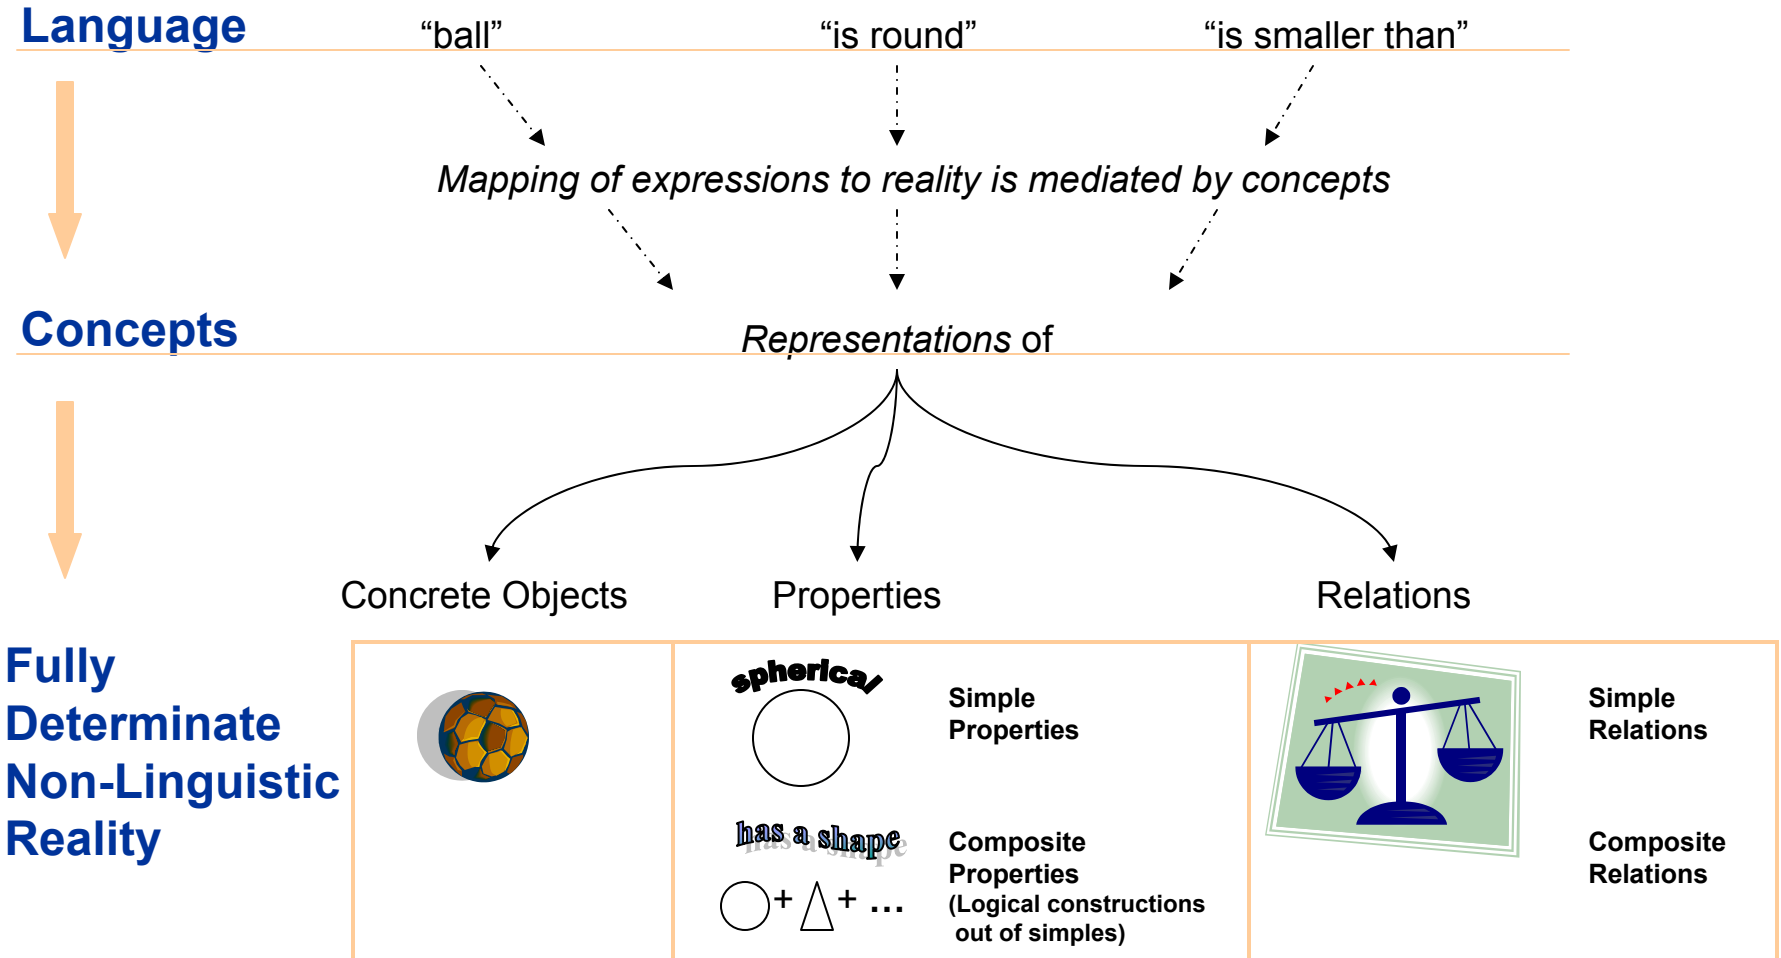 Language
“ball” “is round” “is smaller than”
Mapping of expressions to reality is mediated by concepts
Concepts
Representations of
Concrete Objects Properties Relations
Fully
Determinate
Non-Linguistic
Reality
spherical
Simple
Properties
has a shape
+ + ...
Composite
Properties
(Logical constructions
out of simples)
Simple
Relations
Composite
Relations